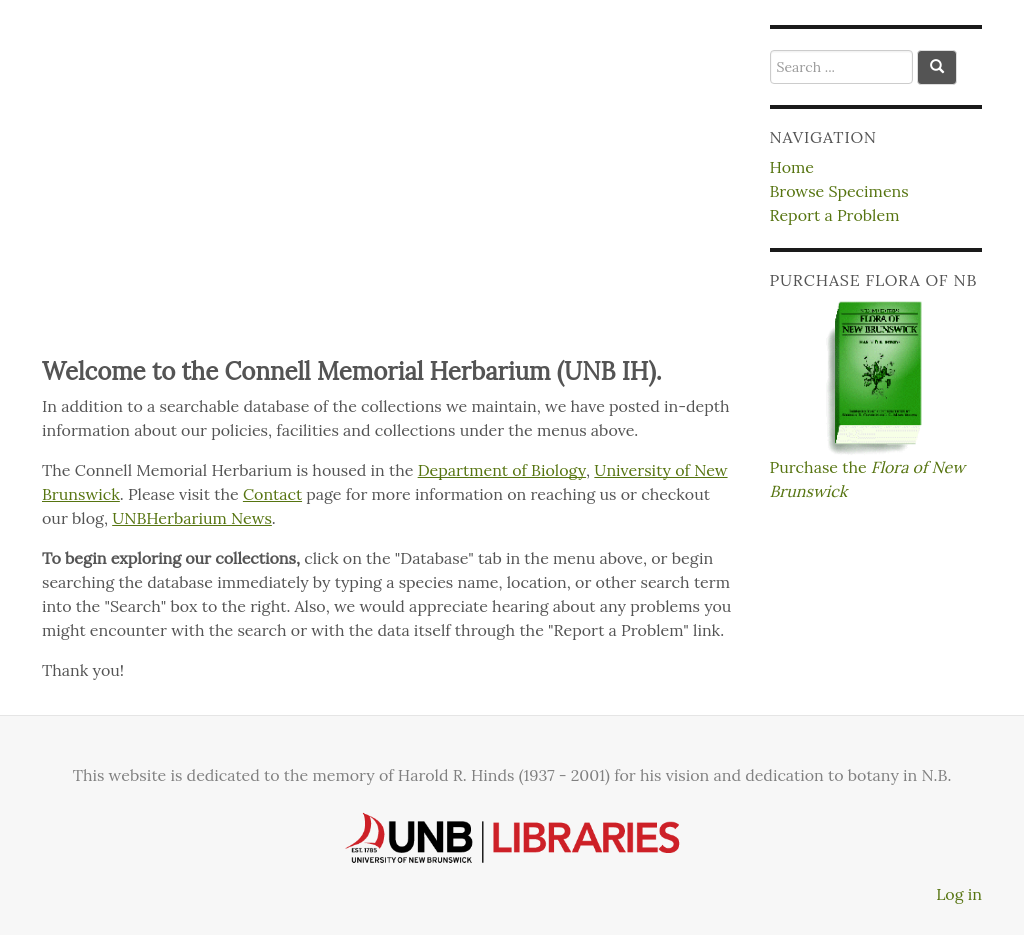 Search ...
NAVIGATION
Home
Browse Specimens
Report a Problem
PURCHASE FLORA OF NB
FLORA OF
NEW BRUNSWICK
Purchase the Flora of New
Brunswick
Welcome to the Connell Memorial Herbarium (UNB IH).
In addition to a searchable database of the collections we maintain, we have posted in-depth
information about our policies, facilities and collections under the menus above.
The Connell Memorial Herbarium is housed in the Department of Biology, University of New
Brunswick. Please visit the Contact page for more information on reaching us or checkout
our blog, UNBHerbarium News.
To begin exploring our collections, click on the "Database" tab in the menu above, or begin
searching the database immediately by typing a species name, location, or other search term
into the "Search" box to the right. Also, we would appreciate hearing about any problems you
might encounter with the search or with the data itself through the "Report a Problem" link.
Thank you!
This website is dedicated to the memory of Harold R. Hinds (1937 - 2001) for his vision and dedication to botany in N.B.
EST. 1785
UNB | LIBRARIES
UNIVERSITY OF NEW BRUNSWICK
Log in